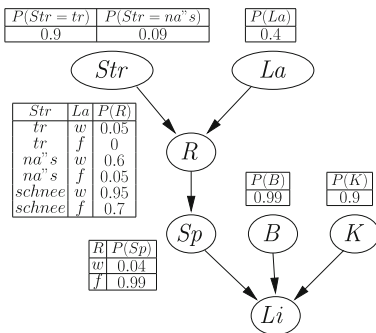 P(Str = tr) P(Str = na"s)
0.9 0.09
P(La)
0.4
Str
La
Str La P(R)
tr w 0.05
tr f 0
na"s w 0.6
na"s f 0.05
schnee w 0.95
schnee f 0.7
R
P(B)
0.99
P(K)
0.9
Sp
B
K
R P(Sp)
w 0.04
f 0.99
Li